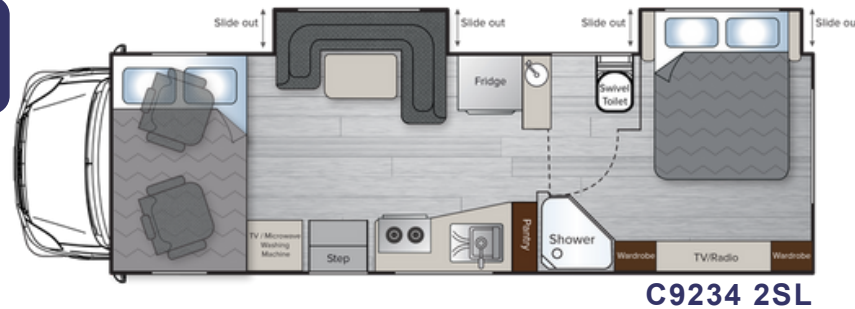 Slide out
Slide out
Slide out
Slide ou
Fridge
Swivel
Toilet
TV / Microwave
Washing
Machine
Step
Pantry
Shower
Wardrobe
TV/Radio
Wardrobe
C9234 2SL